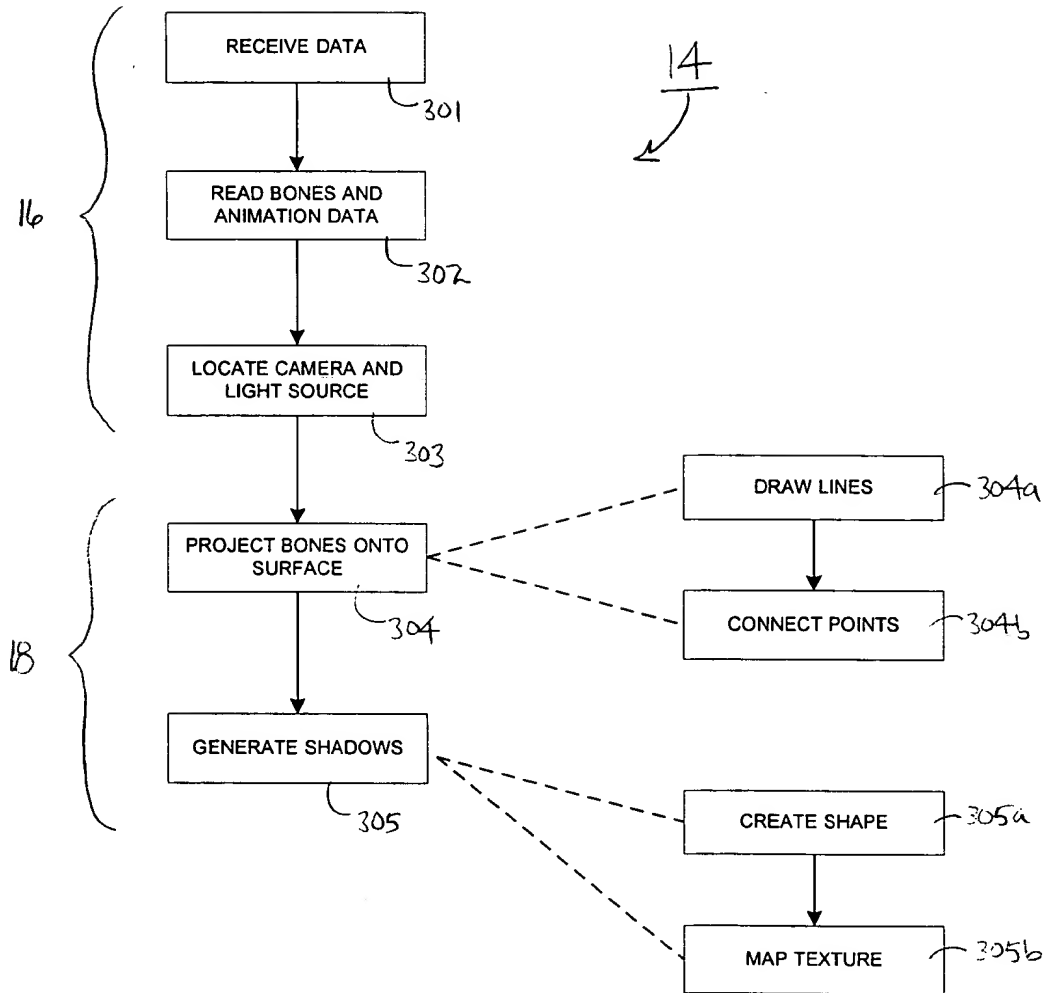 RECEIVE DATA
301
14
READ BONES AND
ANIMATION DATA
302
16
LOCATE CAMERA AND
LIGHT SOURCE
303
PROJECT BONES ONTO
SURFACE
304
DRAW LINES
304a
CONNECT POINTS
304b
18
GENERATE SHADOWS
305
CREATE SHAPE
305a
MAP TEXTURE
305b